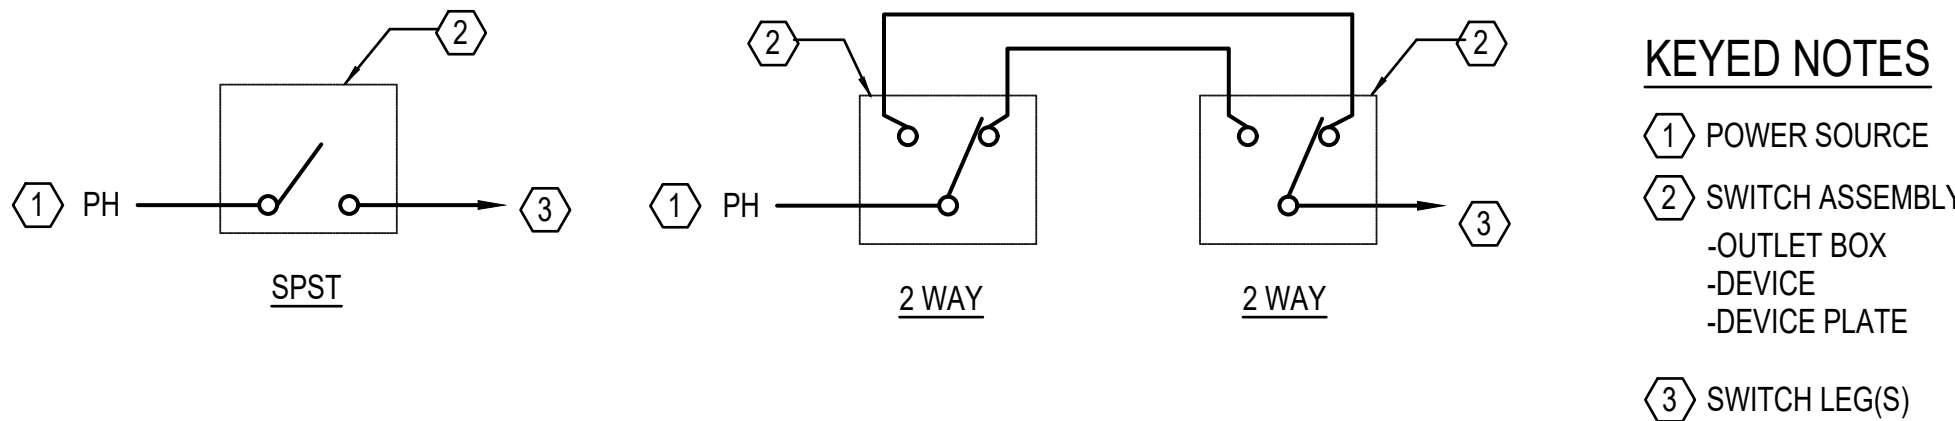 2
1 PH
3
SPST
2
2
1 PH
3
2 WAY
2 WAY
KEYED NOTES
1 POWER SOURCE
2 SWITCH ASSEMBLY
-OUTLET BOX
-DEVICE
-DEVICE PLATE
3 SWITCH LEG(S)